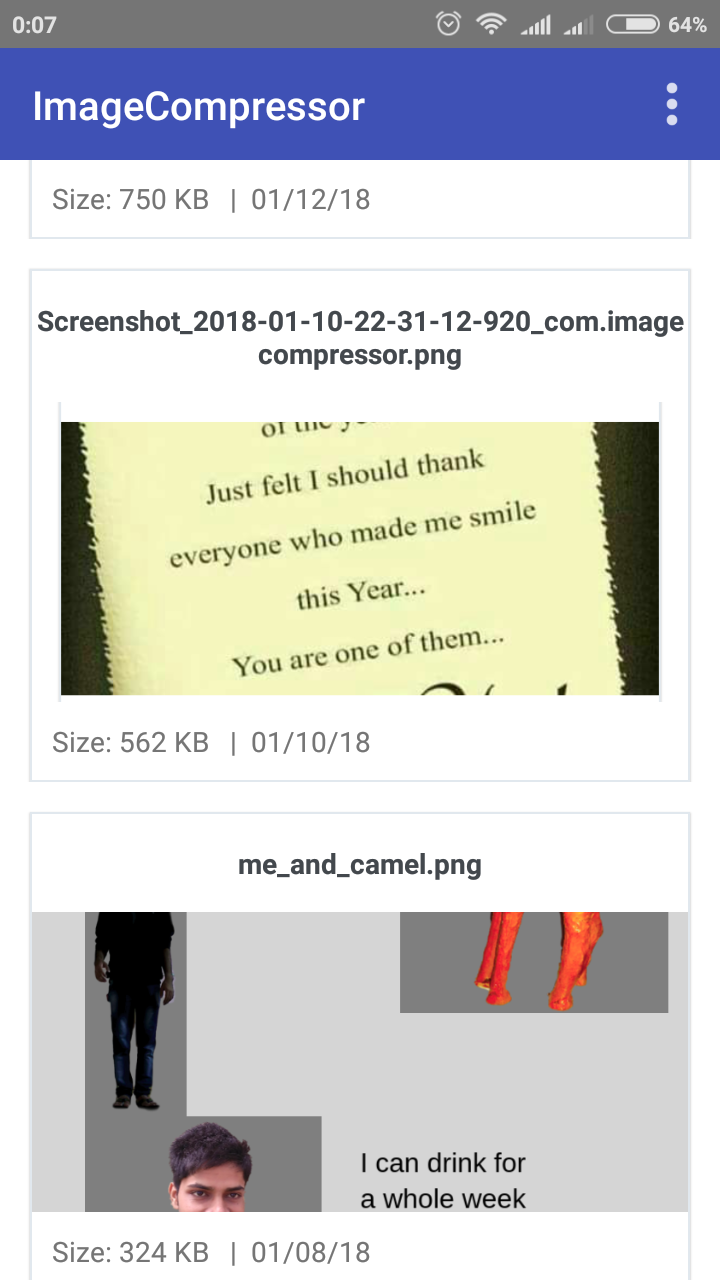 0:07
64%
ImageCompressor
Size: 750 KB | 01/12/18
Screenshot_2018-01-10-22-31-12-920_com.image
compressor.png
Just felt I should thank
everyone who made me smile
this Year...
You are one of them...
Size: 562 KB | 01/10/18
me_and_camel.png
I can drink for
a whole week
Size: 324 KB | 01/08/18